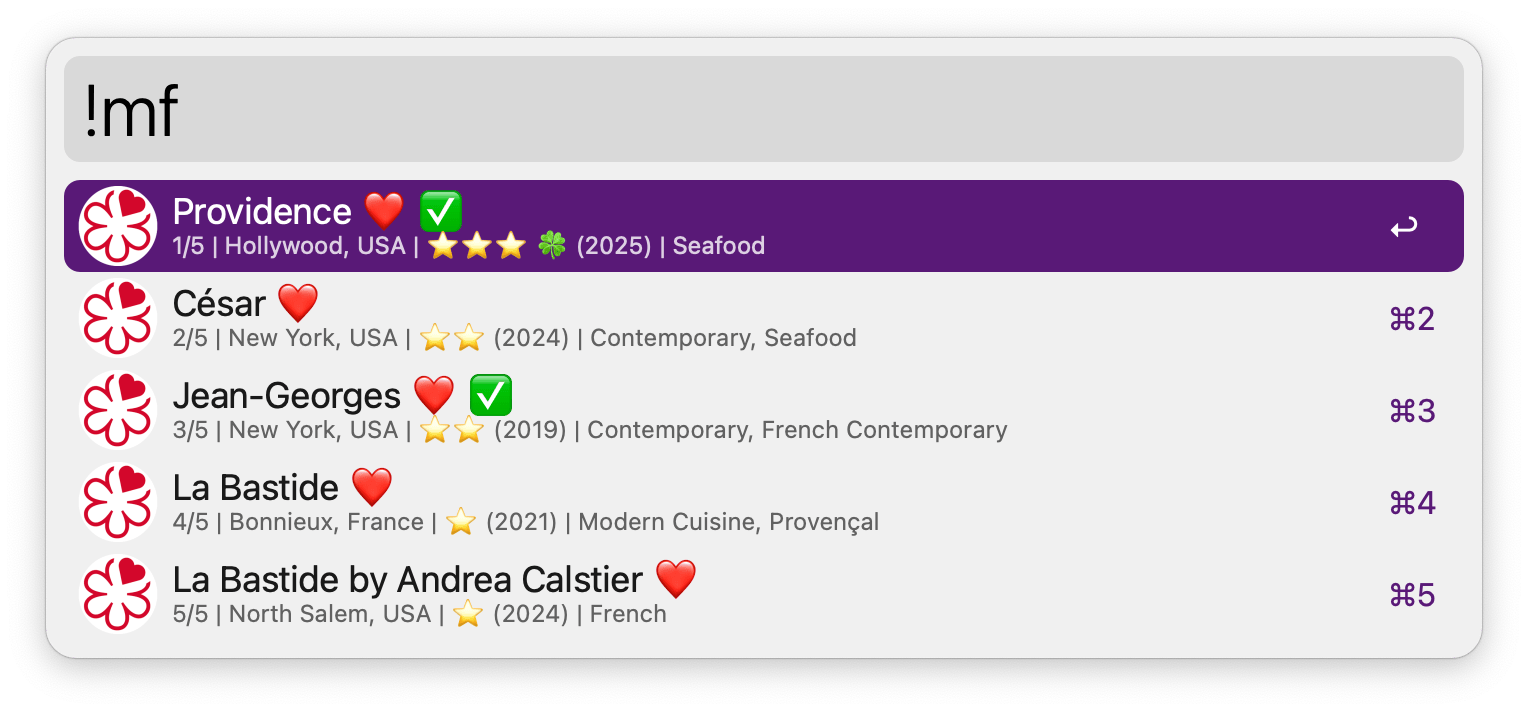 !mf
Providence ❤️ ✅
1/5 | Hollywood, USA | ⭐⭐⭐ 🍀 (2025) | Seafood
↩
César ❤️
2/5 | New York, USA | ⭐⭐ (2024) | Contemporary, Seafood
⌘2
Jean-Georges ❤️ ✅
3/5 | New York, USA | ⭐⭐ (2019) | Contemporary, French Contemporary
⌘3
La Bastide ❤️
4/5 | Bonnieux, France | ⭐ (2021) | Modern Cuisine, Provençal
⌘4
La Bastide by Andrea Calstier ❤️
5/5 | North Salem, USA | ⭐ (2024) | French
⌘5